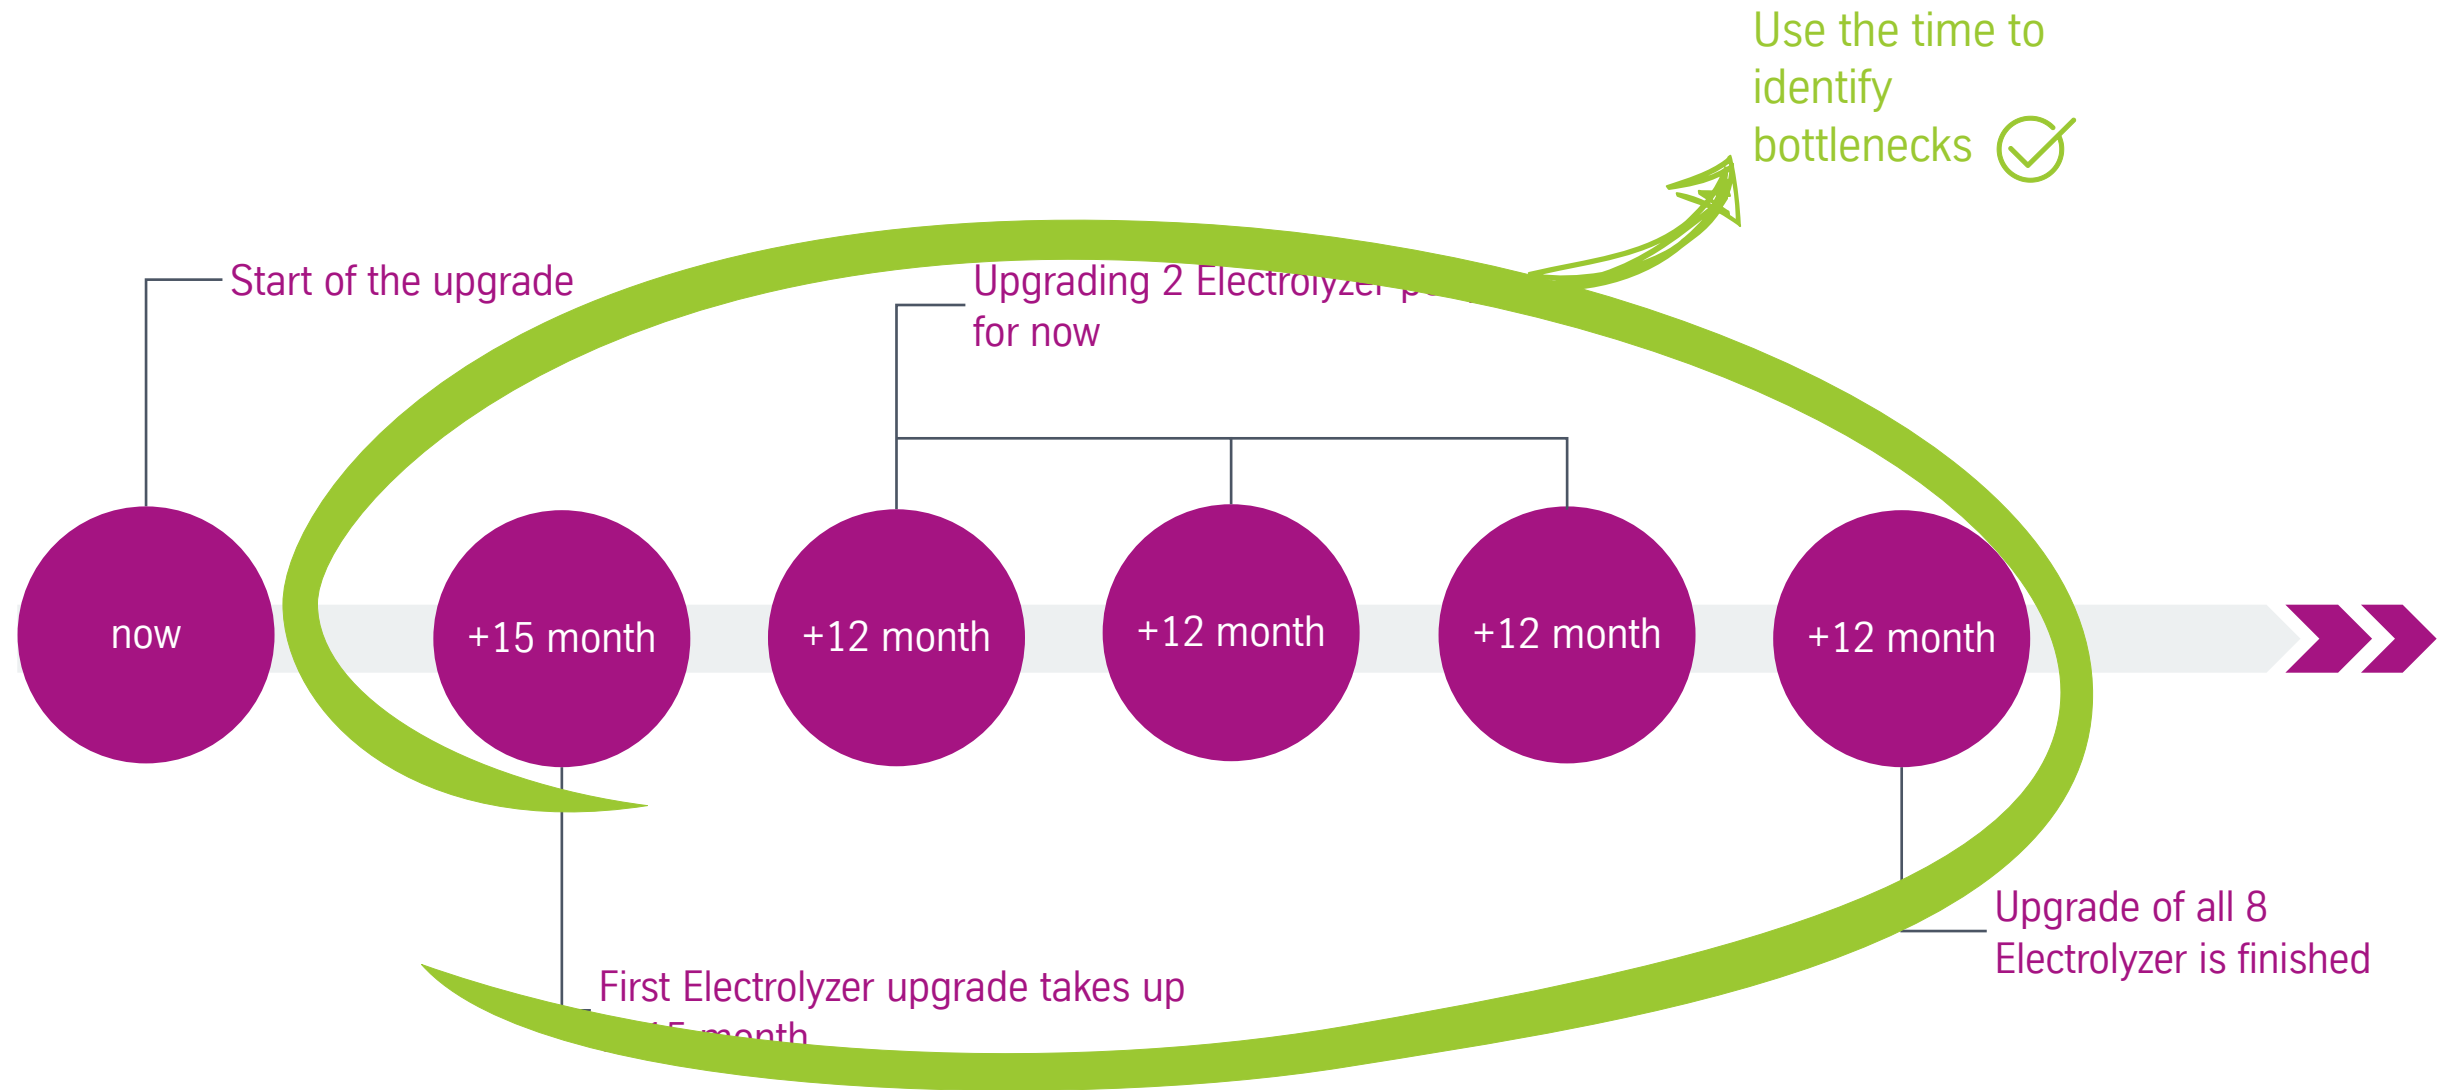 Use the time to
identify
bottlenecks
Start of the upgrade
Upgrading 2 Electrolyzer
for now
now
+15 month
+12 month
+12 month
+12 month
+12 month
Upgrade of all 8
Electrolyzer is finished
First Electrolyzer upgrade takes up
15 month